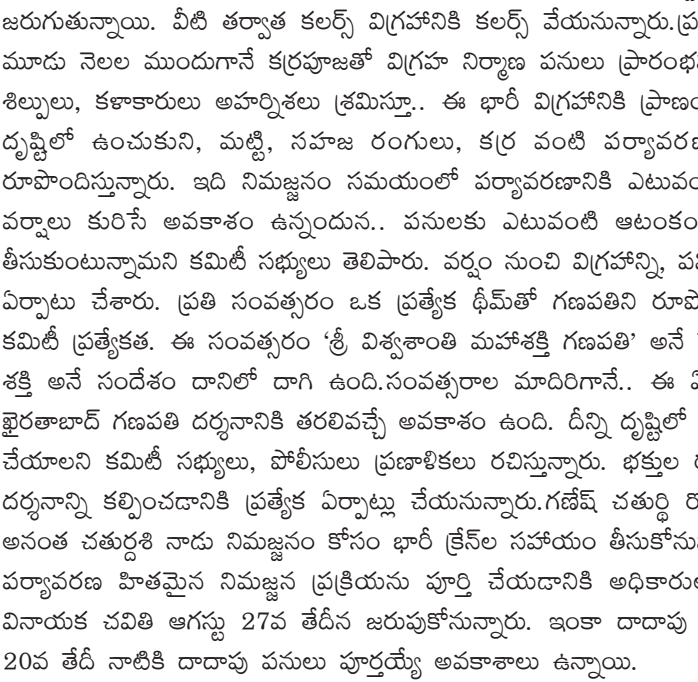 జరుగుతున్నాయి. వీటి తర్వాత కలర్స్ విగ్రహానికి కలర్స్ వేయనున్నారు.ప్ర
మూడు నెలల ముందుగానే కర్రపూజతో విగ్రహ నిర్మాణ పనులు ప్రారంభ
శిల్పులు, కళాకారులు అహర్నిశలు శ్రమిస్తూ.. ఈ భారీ విగ్రహానికి ప్రాణం
దృష్టిలో ఉంచుకుని, మట్టి, సహజ రంగులు, కర్ర వంటి పర్యావరణ
రూపొందిస్తున్నారు. ఇది నిమజ్జనం సమయంలో పర్యావరణానికి ఎటువం
వర్షాలు కురిసే అవకాశం ఉన్నందున.. పనులకు ఎటువంటి ఆటంకం
తీసుకుంటున్నామని కమిటీ సభ్యులు తెలిపారు. వర్షం నుంచి విగ్రహాన్ని,
ఏర్పాటు చేశారు. ప్రతి సంవత్సరం ఒక ప్రత్యేక థీమ్‌తో గణపతిని రూపొ
కమిటీ ప్రత్యేకత. ఈ సంవత్సరం ‘శ్రీ విశ్వశాంతి మహాశక్తి గణపతి’ అనే
శక్తి అనే సందేశం దానిలో దాగి ఉంది.సంవత్సరాల మాదిరిగానే.. ఈ
ఖైరతాబాద్ గణపతి దర్శనానికి తరలివచ్చే అవకాశం ఉంది. దీన్ని దృష్టిలో
చేయాలని కమిటీ సభ్యులు, పోలీసులు ప్రణాళికలు రచిస్తున్నారు. భక్తుల
దర్శనాన్ని కల్పించడానికి ప్రత్యేక ఏర్పాట్లు చేయనున్నారు.గణేష్ చతుర్థి
అనంత చతుర్దశి నాడు నిమజ్జనం కోసం భారీ క్రేన్‌ల సహాయం తీసుకోను
పర్యావరణ హితమైన నిమజ్జన ప్రక్రియను పూర్తి చేయడానికి అధికారుల
వినాయక చవితి ఆగస్టు 27వ తేదీన జరుపుకోనున్నారు. ఇంకా దాదాపు
20వ తేదీ నాటికి దాదాపు పనులు పూర్తయ్యే అవకాశాలు ఉన్నాయి.